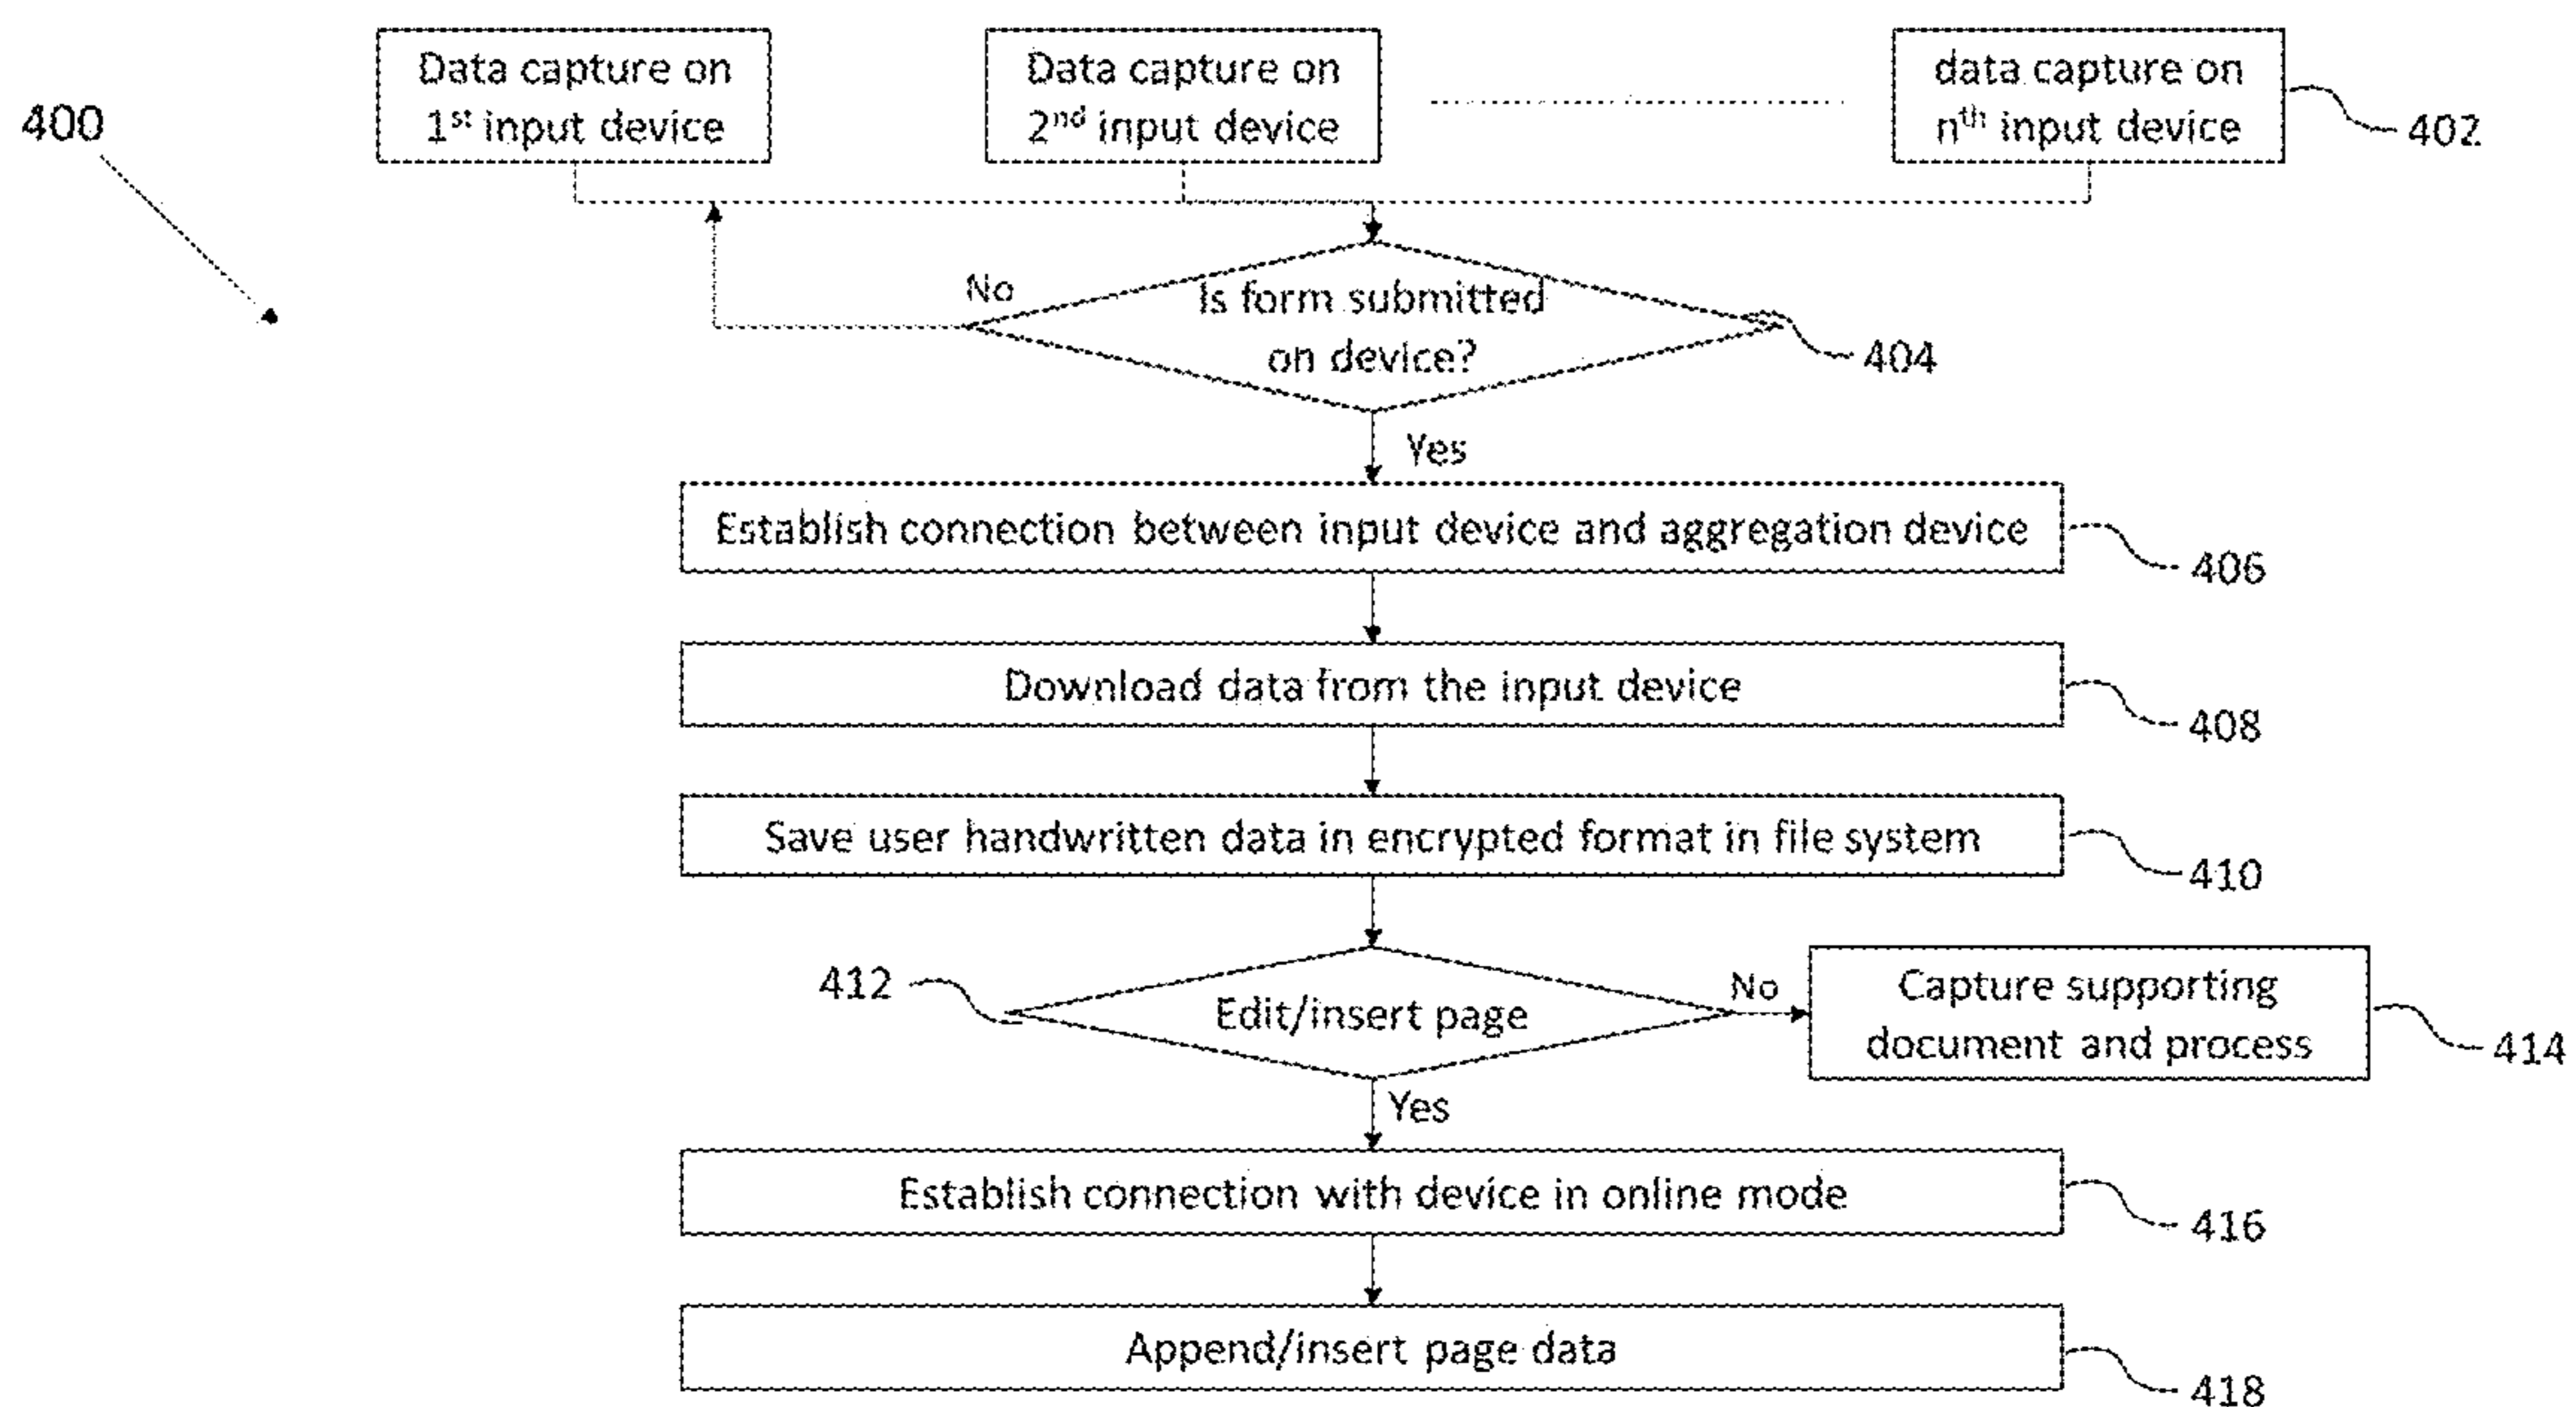 400
Data capture on
1st input device
Data capture on
2nd input device
data capture on
nth input device
402
No
Is form submitted
on device?
404
Yes
Establish connection between input device and aggregation device
406
Download data from the input device
408
Save user handwritten data in encrypted format in file system
410
412
Edit/insert page
No
Capture supporting
document and process
414
Yes
Establish connection with device in online mode
416
Append/insert page data
418